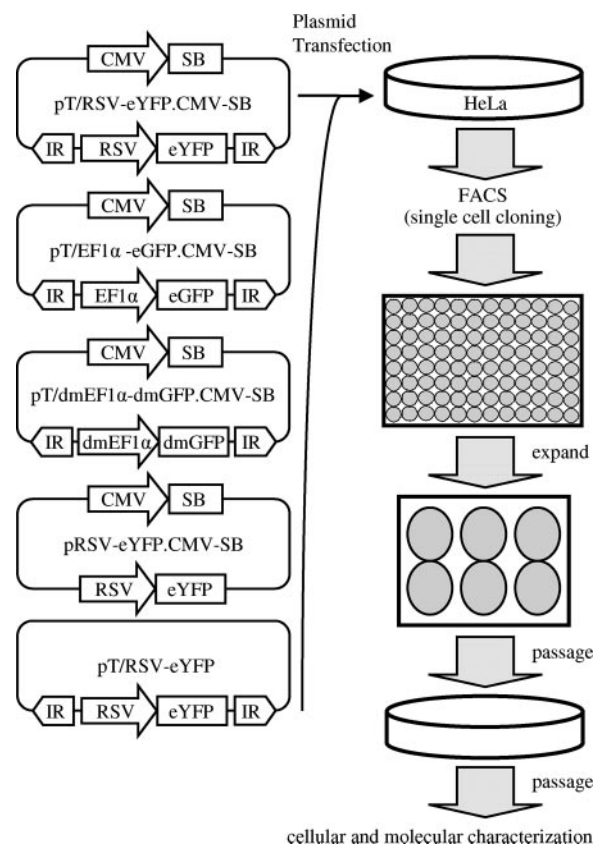 CMV SB
pT/RSV-eYFP.CMV-SB
IR RSV eYFP IR
CMV SB
pT/EF1α -eGFP.CMV-SB
IR EF1α eGFP IR
CMV SB
pT/dmEF1α-dmGFP.CMV-SB
IR dmEF1α dmGFP IR
CMV SB
pRSV-eYFP.CMV-SB
RSV eYFP
pT/RSV-eYFP
IR RSV eYFP IR
Plasmid
Transfection
HeLa
FACS
(single cell cloning)
expand
passage
passage
cellular and molecular characterization